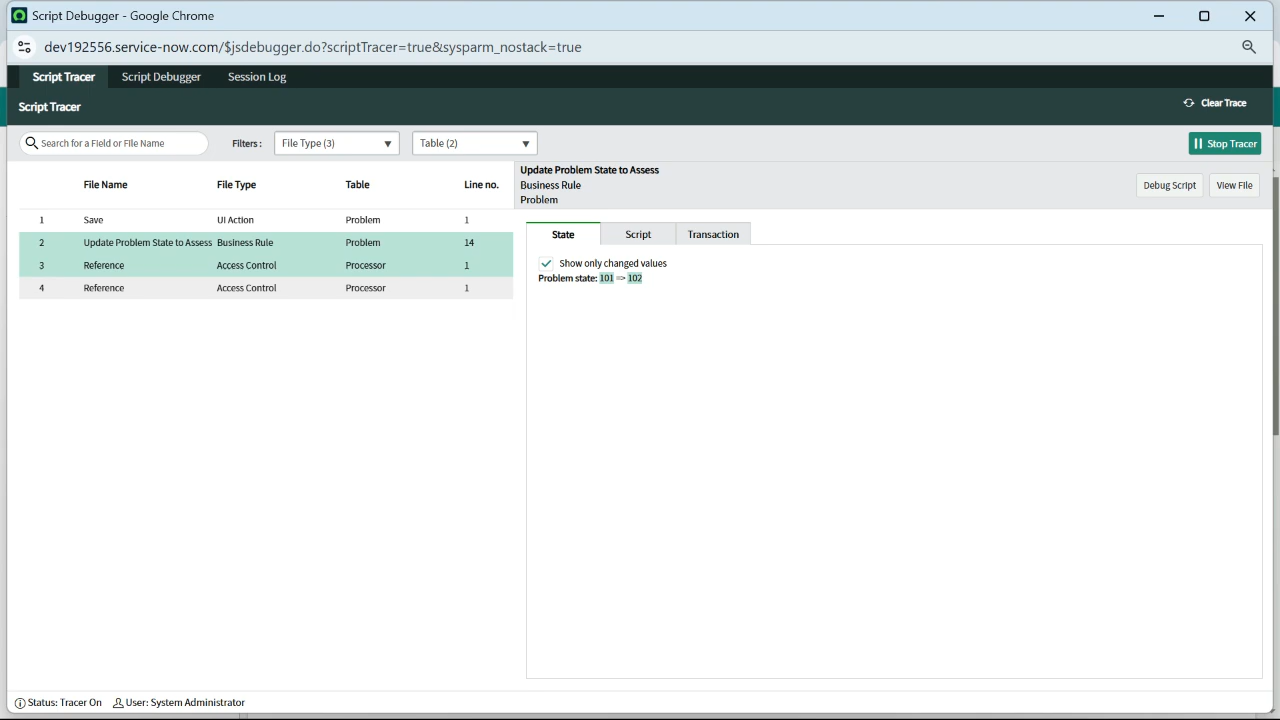 Script Debugger - Google Chrome
dev192556.service-now.com/$jsdebugger.do?scriptTracer=true&sysparm_nostack=true
Script Tracer Script Debugger Session Log
Script Tracer
Clear Trace
Search for a Field or File Name Filters : File Type (3) Table (2) Stop Tracer
File Name File Type Table Line no.
1 Save UI Action Problem 1
2 Update Problem State to Assess Business Rule Problem 14
3 Reference Access Control Processor 1
4 Reference Access Control Processor 1
Update Problem State to Assess
Business Rule
Problem
Debug Script View File
State Script Transaction
Show only changed values
Problem state: 101 => 102
Status: Tracer On User: System Administrator